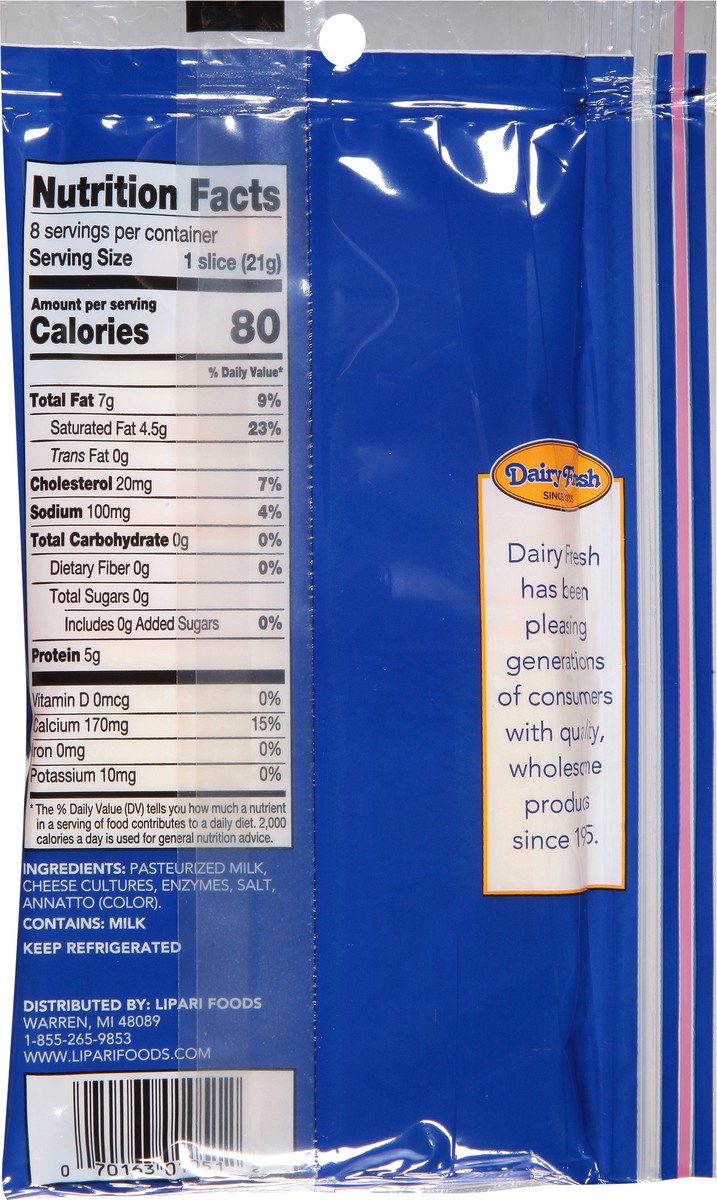 Nutrition Facts
8 servings per container
Serving Size 1 slice (21g)
Amount per serving
Calories 80
% Daily Value*
Total Fat 7g 9%
Saturated Fat 4.5g 23%
Trans Fat 0g
Cholesterol 20mg 7%
Sodium 100mg 4%
Total Carbohydrate 0g 0%
Dietary Fiber 0g 0%
Total Sugars 0g
Includes 0g Added Sugars 0%
Protein 5g
Vitamin D 0mcg 0%
Calcium 170mg 15%
Iron 0mg 0%
Potassium 10mg 0%
* The % Daily Value (DV) tells you how much a nutrient
in a serving of food contributes to a daily diet. 2,000
calories a day is used for general nutrition advice.
INGREDIENTS: PASTEURIZED MILK,
CHEESE CULTURES, ENZYMES, SALT,
ANNATTO (COLOR).
CONTAINS: MILK
KEEP REFRIGERATED
DISTRIBUTED BY: LIPARI FOODS
WARREN, MI 48089
1-855-265-9853
WWW.LIPARIFOODS.COM
Dairy Fresh
SINCE
Dairy Fresh
has been
pleasing
generations
of consumers
with quality,
wholesome
products
since